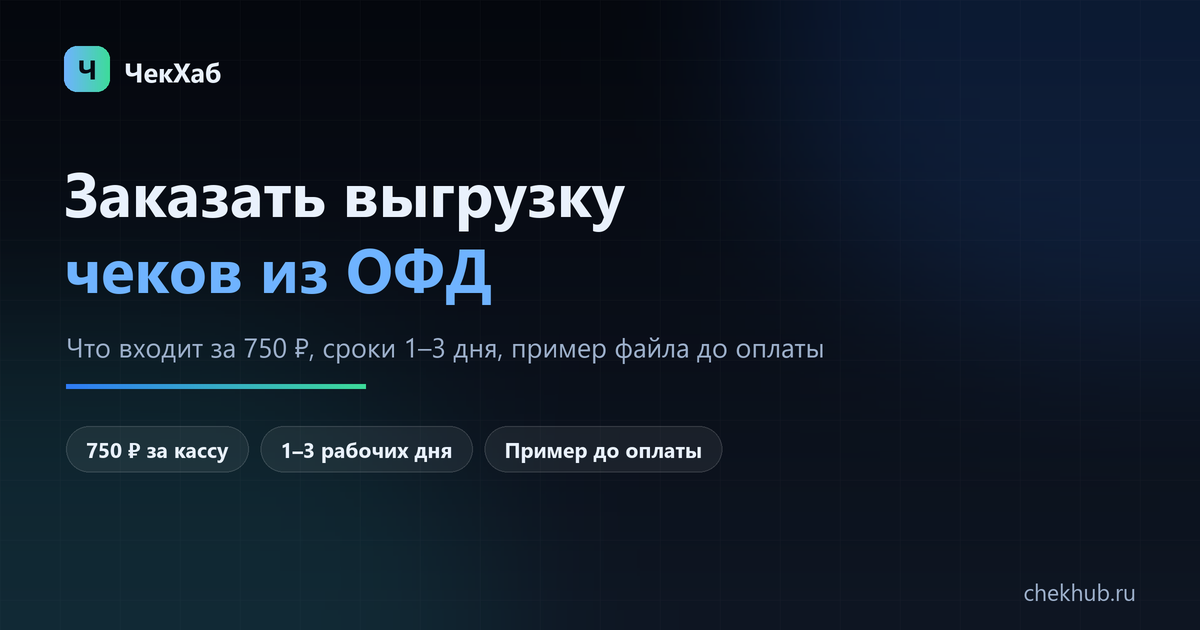 Ч
ЧекХаб
Заказать выгрузку
чеков из ОФД
Что входит за 750 ₽, сроки 1–3 дня, пример файла до оплаты
750 ₽ за кассу
1–3 рабочих дня
Пример до оплаты
chekhub.ru